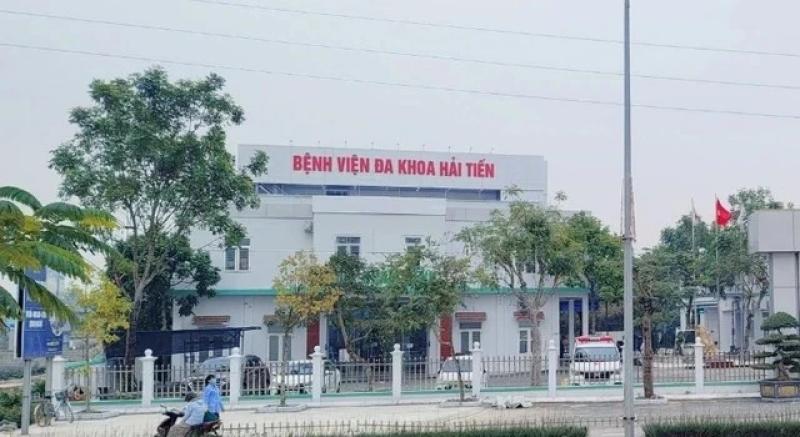 BỆNH VIỆN ĐA KHOA HẢI TIẾN